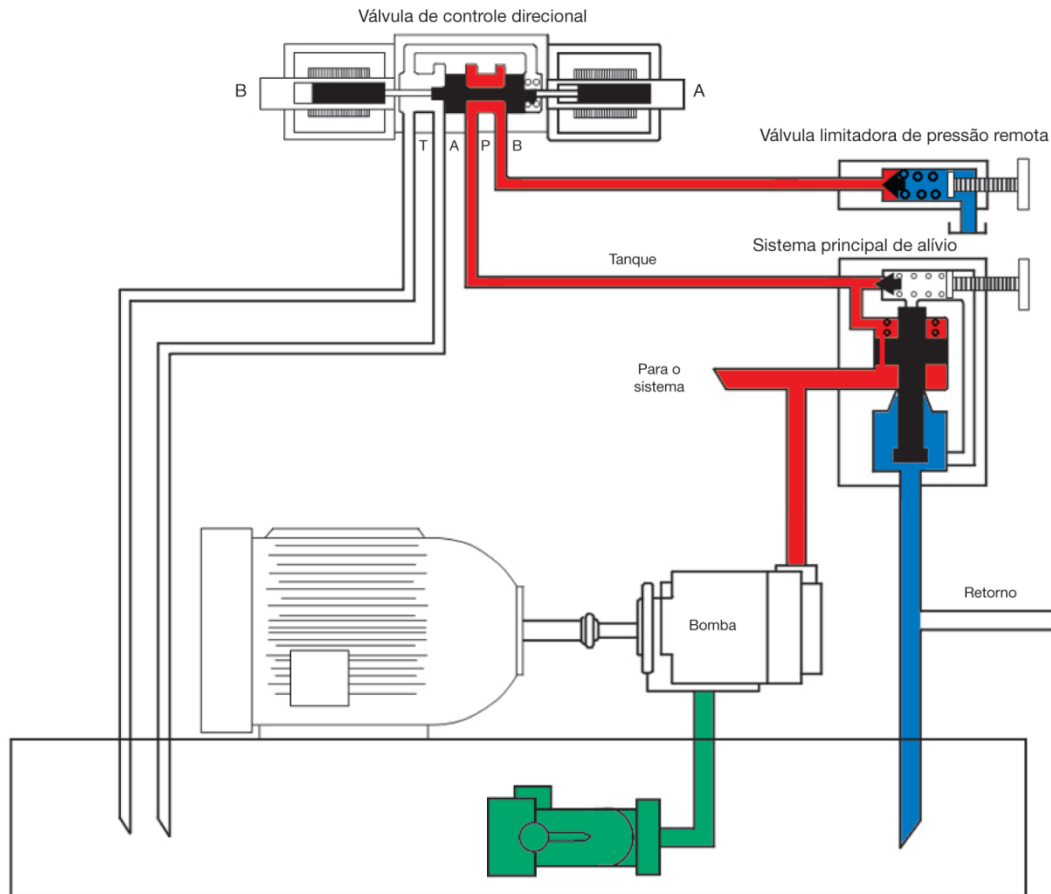 Válvula de controle direcional
B
A
T
A
P
B
Válvula limitadora de pressão remota
Sistema principal de alívio
Tanque
Para o
sistema
Retorno
Bomba